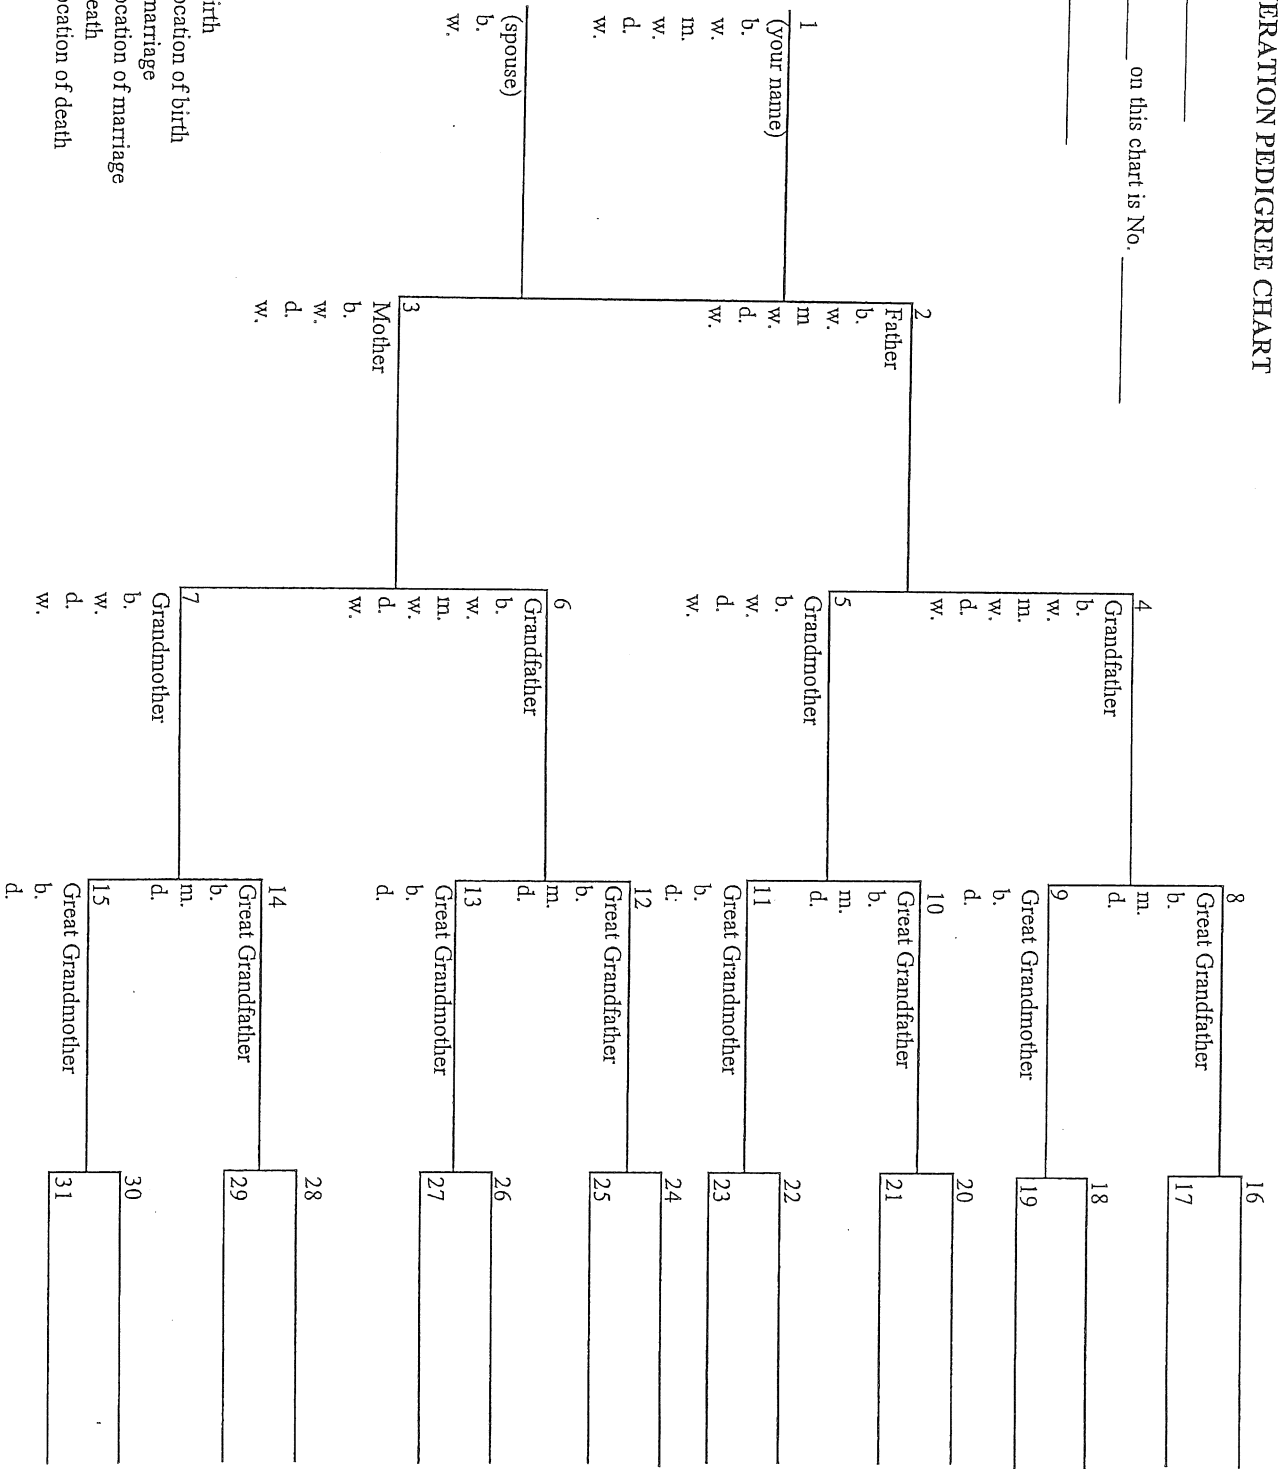 ERATION PEDIGREE CHART
on this chart is No.
1
(your name)
b.
w.
m.
w.
d.
w.
(spouse)
b.
w.
ocation of birth
marriage
ocation of marriage
eath
ocation of death
2
Father
b.
w.
m
w.
d.
w.
3
Mother
b.
w.
d.
w.
4
Grandfather
b.
w.
m.
w.
d.
w.
5
Grandmother
b.
w.
d.
w.
6
Grandfather
b.
w.
m.
w.
d.
w.
7
Grandmother
b.
w.
d.
w.
8
Great Grandfather
b.
m.
d.
9
Great Grandmother
b.
d.
10
Great Grandfather
b.
m.
d.
11
Great Grandmother
b.
d.
12
Great Grandfather
b.
m.
d.
13
Great Grandmother
b.
d.
14
Great Grandfather
b.
m.
d.
15
Great Grandmother
b.
d.
16
17
18
19
20
21
22
23
24
25
26
27
28
29
30
31